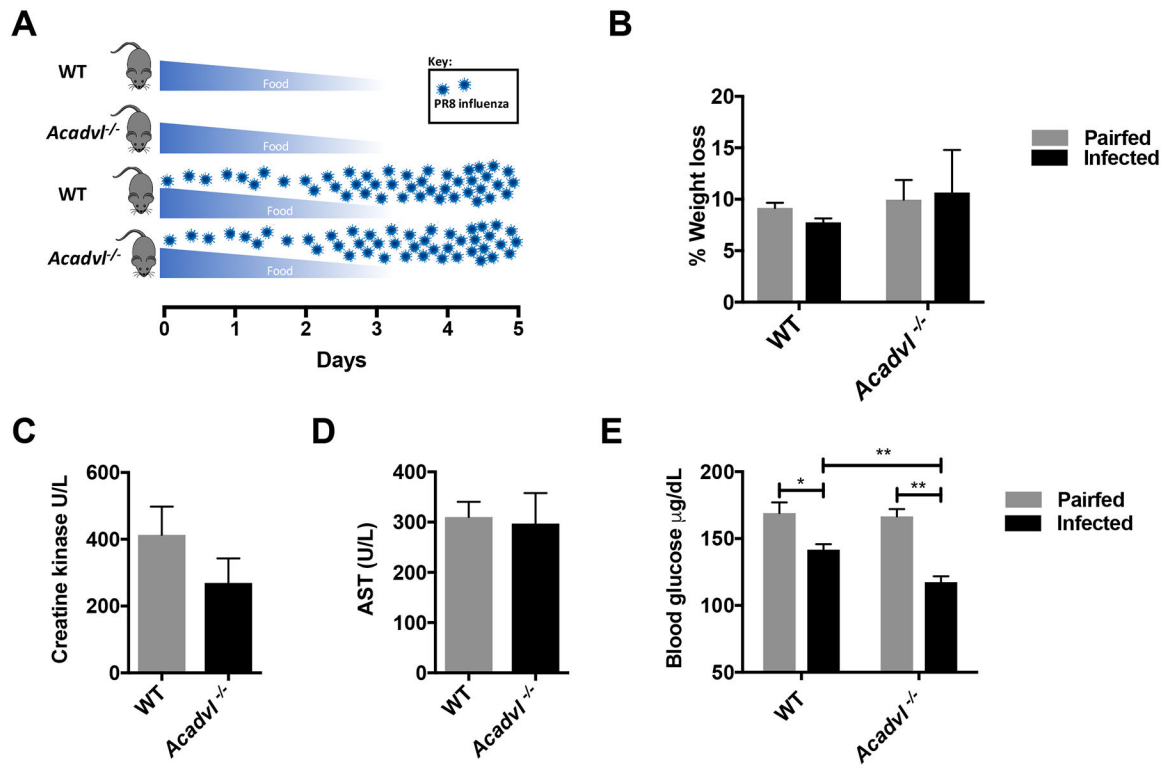 A
WT
Food
Key:
PR8 influenza
Acadvl-/-
Food
WT
Food
Acadvl-/-
Food
0 1 2 3 4 5
Days
B
% Weight loss
20
15
10
5
0
WT
Acadvl -/-
Pairfed
Infected
C
Creatine kinase U/L
600
400
200
0
WT
Acadvl -/-
D
AST (U/L)
400
300
200
100
0
WT
Acadvl -/-
E
Blood glucose µg/dL
200
150
100
50
**
*
**
WT
Acadvl -/-
Pairfed
Infected